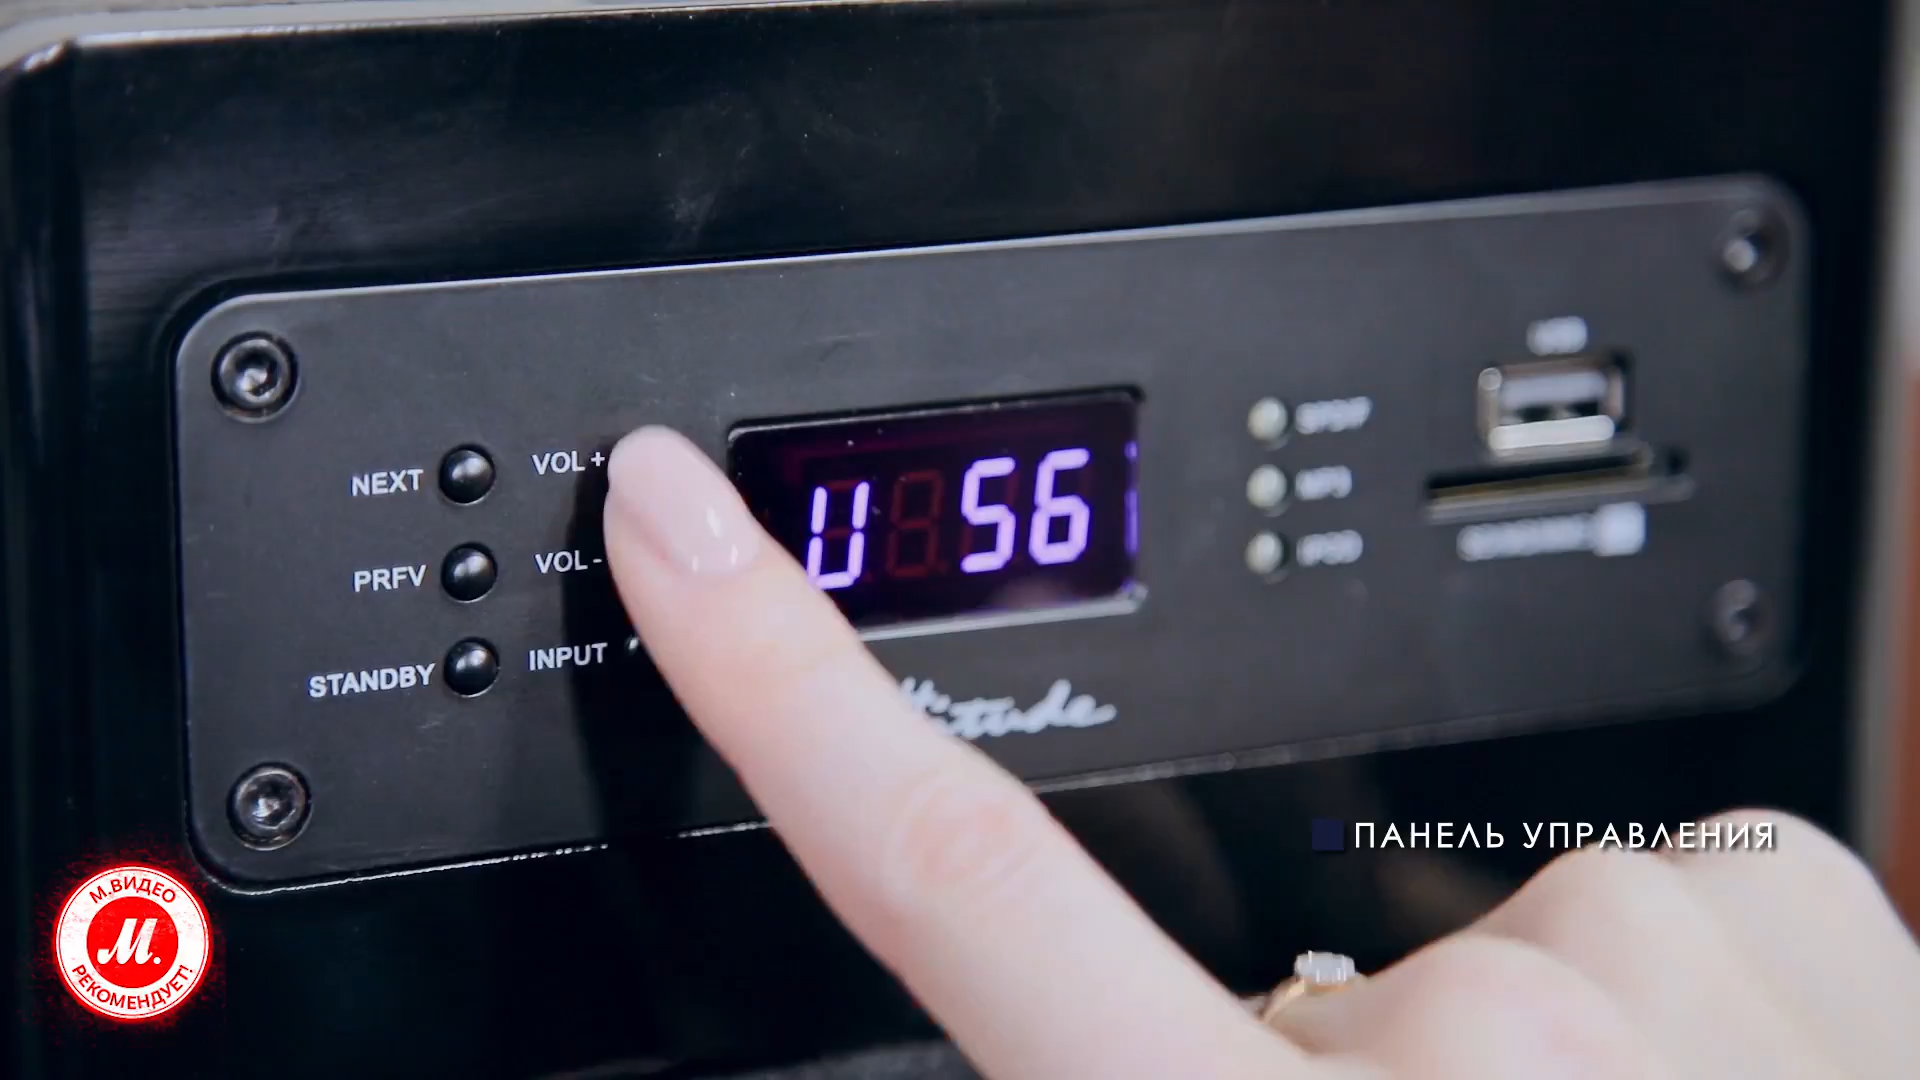 NEXT
VOL +
PRFV
VOL -
STANDBY
INPUT
U 56
ПАНЕЛЬ УПРАВЛЕНИЯ
М.ВИДЕО
М.
РЕКОМЕНДУЕТ!